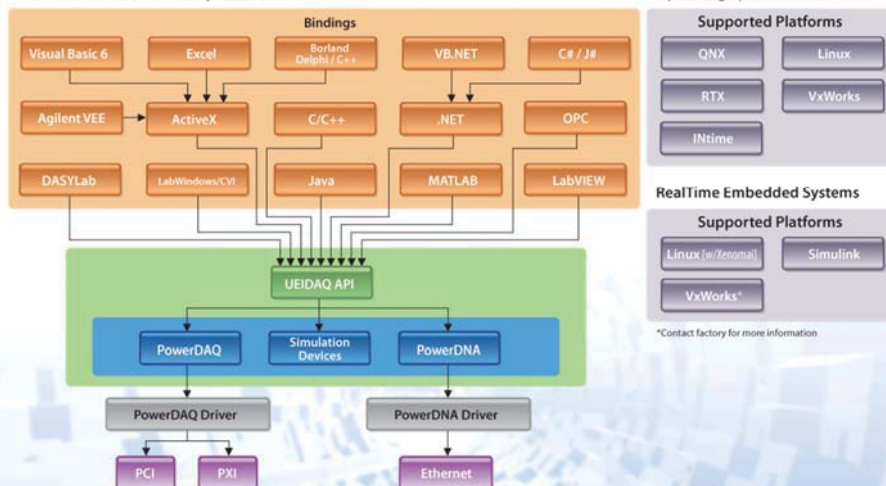 Bindings
Visual Basic 6
Excel
Borland
Delphi / C++
VB.NET
C# / J#
Agilent VEE
ActiveX
C/C++
.NET
OPC
DASYLab
LabWindows/CVI
Java
MATLAB
LabVIEW
UEIDAQ API
PowerDAQ
Simulation
Devices
PowerDNA
PowerDAQ Driver
PowerDNA Driver
PCI
PXI
Ethernet
Supported Platforms
QNX
Linux
RTX
VxWorks
INtime
RealTime Embedded Systems
Supported Platforms
Linux [w/Xenomai]
Simulink
VxWorks*
*Contact factory for more information